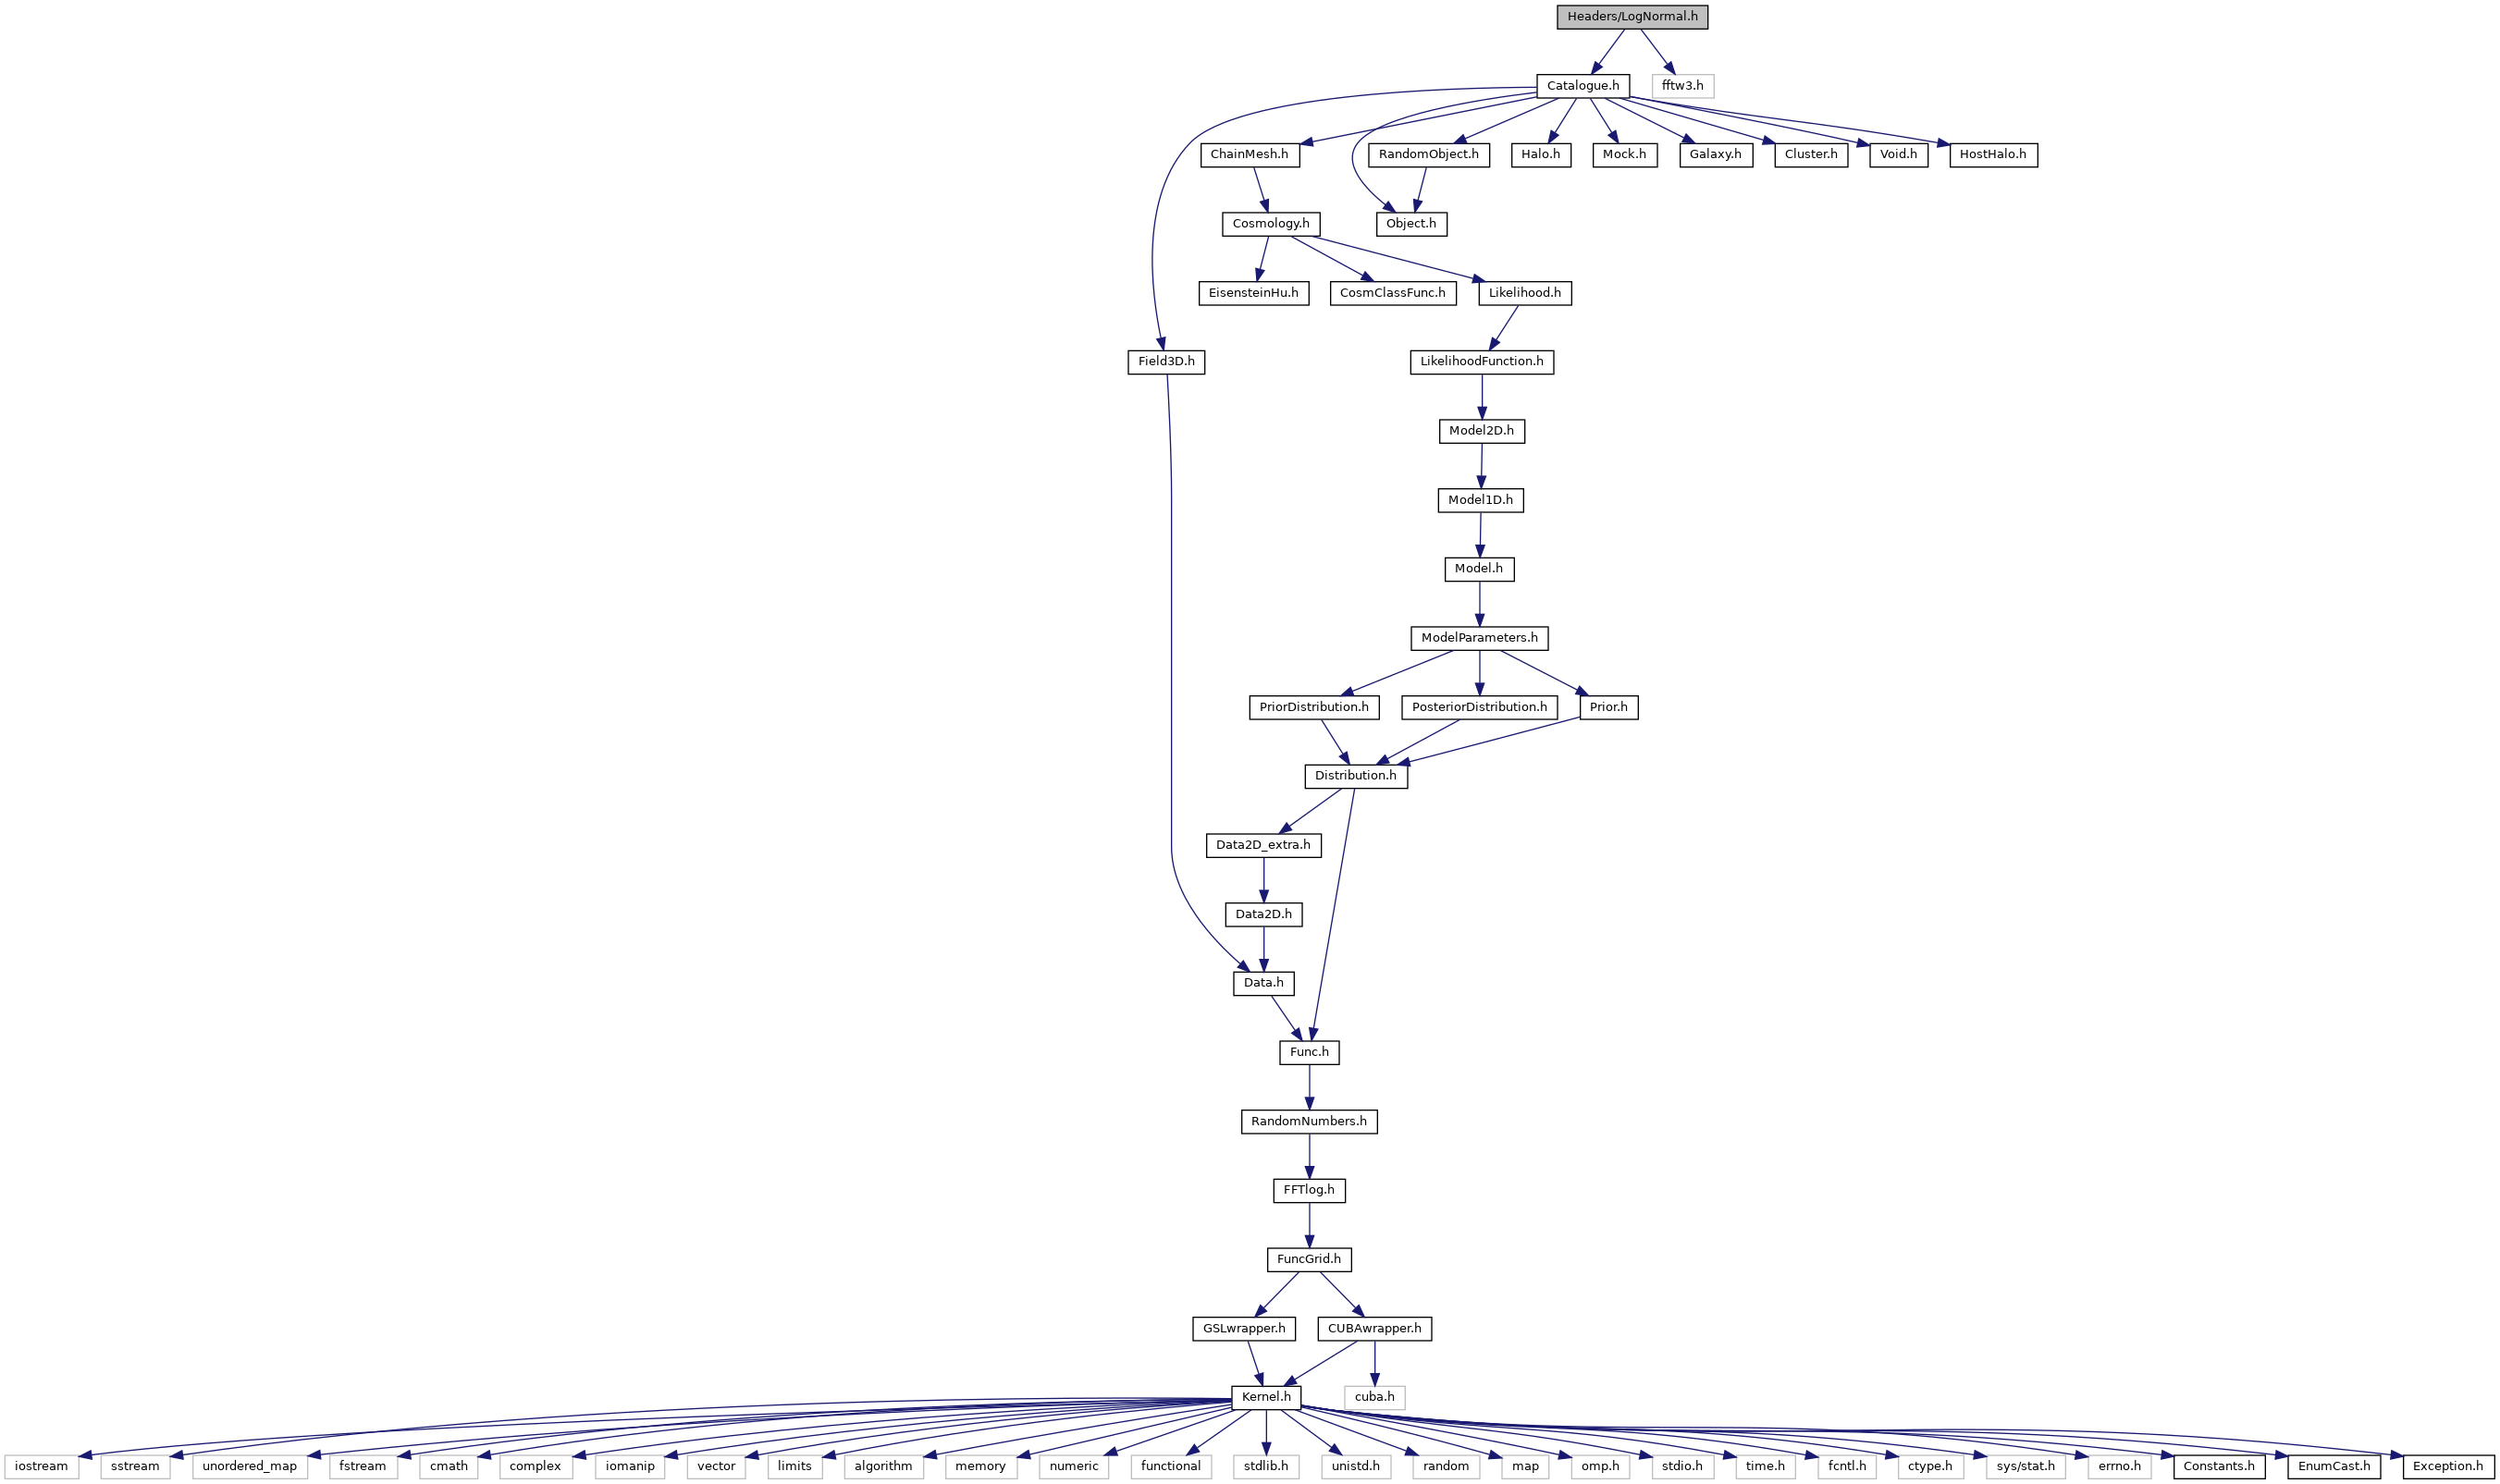 Headers/LogNormal.h
Catalogue.h
fftw3.h
ChainMesh.h
RandomObject.h
Halo.h
Mock.h
Galaxy.h
Cluster.h
Void.h
HostHalo.h
Cosmology.h
Object.h
EisensteinHu.h
CosmClassFunc.h
Likelihood.h
Field3D.h
LikelihoodFunction.h
Model2D.h
Model1D.h
Model.h
ModelParameters.h
PriorDistribution.h
PosteriorDistribution.h
Prior.h
Distribution.h
Data2D_extra.h
Data2D.h
Data.h
Func.h
RandomNumbers.h
FFTlog.h
FuncGrid.h
GSLwrapper.h
CUBAwrapper.h
Kernel.h
cuba.h
iostream
sstream
unordered_map
fstream
cmath
complex
iomanip
vector
limits
algorithm
memory
numeric
functional
stdlib.h
unistd.h
random
map
omp.h
stdio.h
time.h
fcntl.h
ctype.h
sys/stat.h
errno.h
Constants.h
EnumCast.h
Exception.h